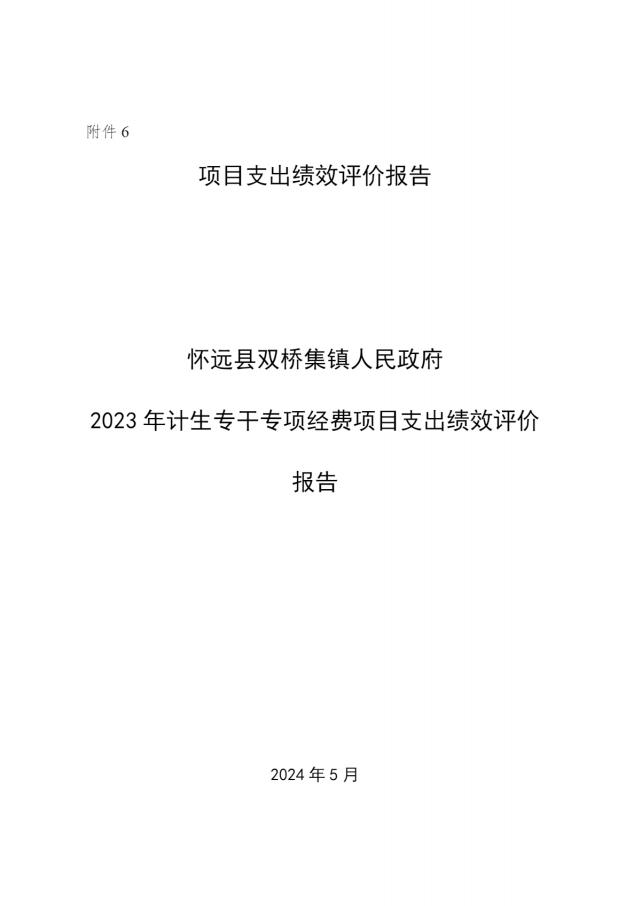 附件 6
项目支出绩效评价报告
怀远县双桥集镇人民政府
2023 年计生专干专项经费项目支出绩效评价
报告
2024 年 5 月